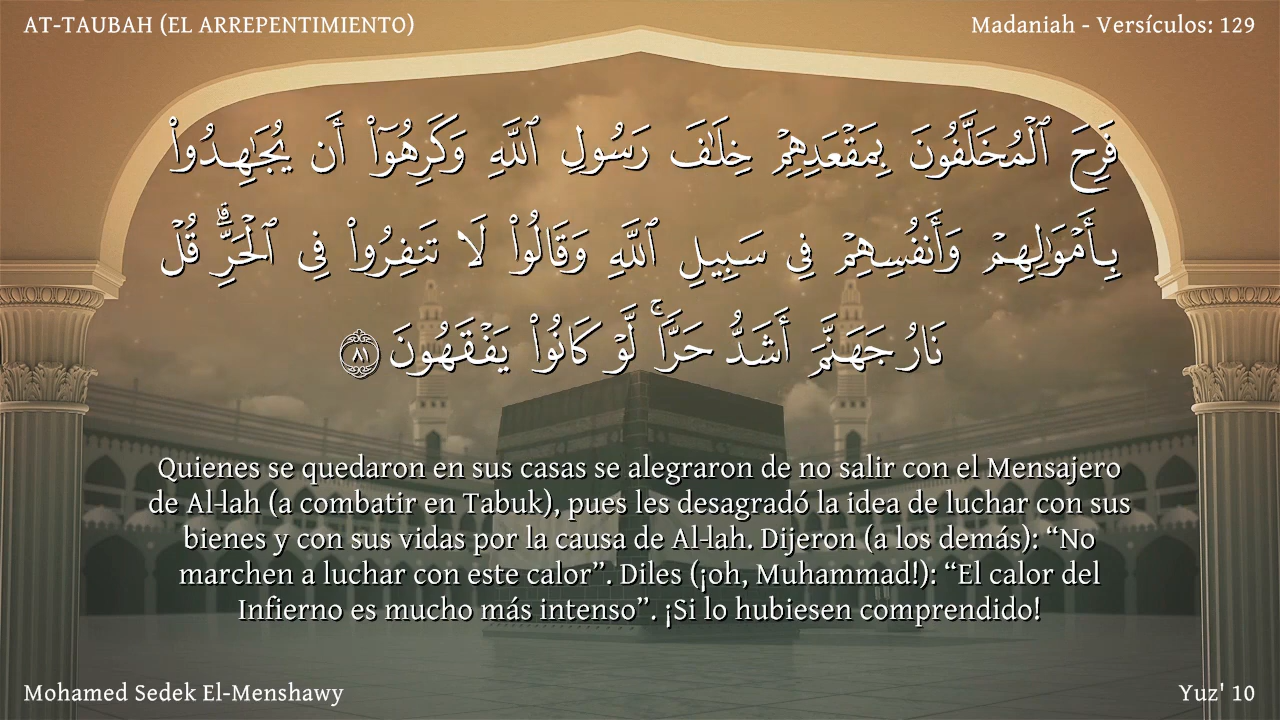 AT-TAUBAH (EL ARREPENTIMIENTO)
Madaniah - Versículos: 129
فَرِحَ ٱلْمُخَلَّفُونَ بِمَقْعَدِهِمْ خِلَـٰفَ رَسُولِ ٱللَّهِ وَكَرِهُوٓا۟ أَن يُجَـٰهِدُوا۟
بِأَمْوَٰلِهِمْ وَأَنفُسِهِمْ فِى سَبِيلِ ٱللَّهِ وَقَالُوا۟ لَا تَنفِرُوا۟ فِى ٱلْحَرِّ ۗ قُلْ
نَارُ جَهَنَّمَ أَشَدُّ حَرًّا ۚ لَّوْ كَانُوا۟ يَفْقَهُونَ ٨١
Quienes se quedaron en sus casas se alegraron de no salir con el Mensajero
de Al-lah (a combatir en Tabuk), pues les desagradó la idea de luchar con sus
bienes y con sus vidas por la causa de Al-lah. Dijeron (a los demás): “No
marchen a luchar con este calor”. Diles (¡oh, Muhammad!): “El calor del
Infierno es mucho más intenso”. ¡Si lo hubiesen comprendido!
Mohamed Sedek El-Menshawy
Yuz' 10